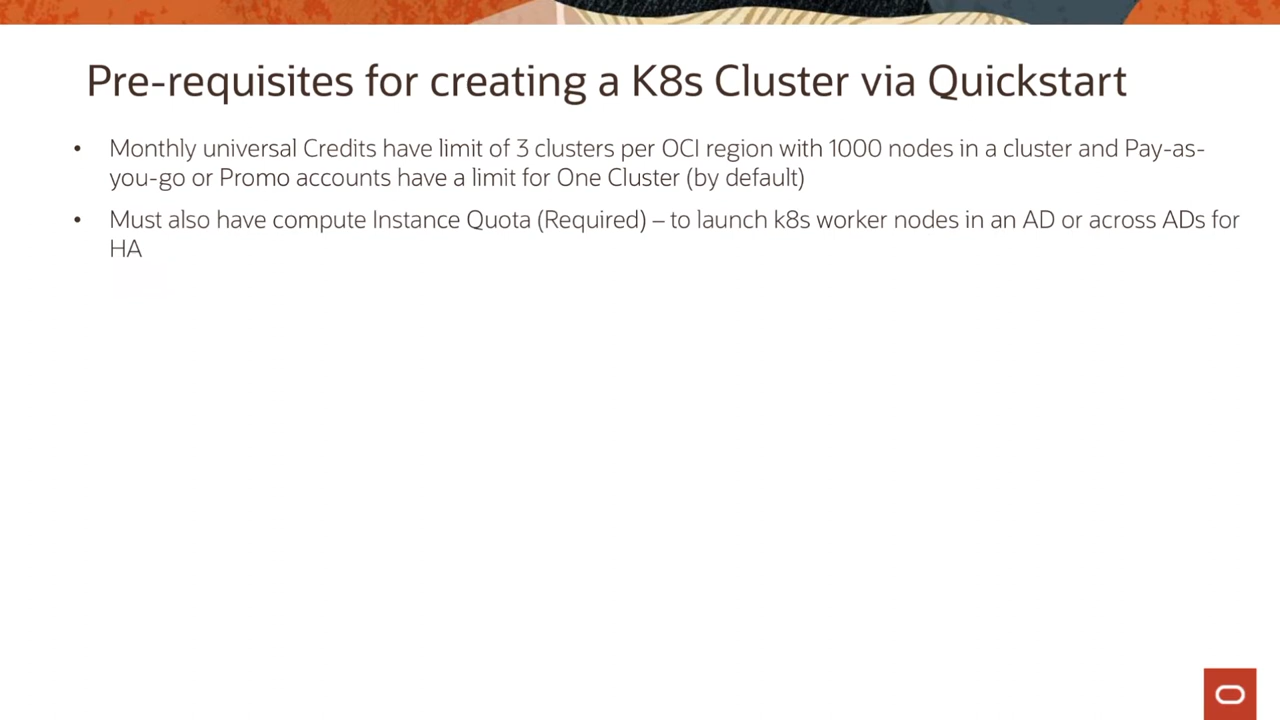 Pre-requisites for creating a K8s Cluster via Quickstart
• Monthly universal Credits have limit of 3 clusters per OCI region with 1000 nodes in a cluster and Pay-as-
you-go or Promo accounts have a limit for One Cluster (by default)
• Must also have compute Instance Quota (Required) – to launch k8s worker nodes in an AD or across ADs for
HA